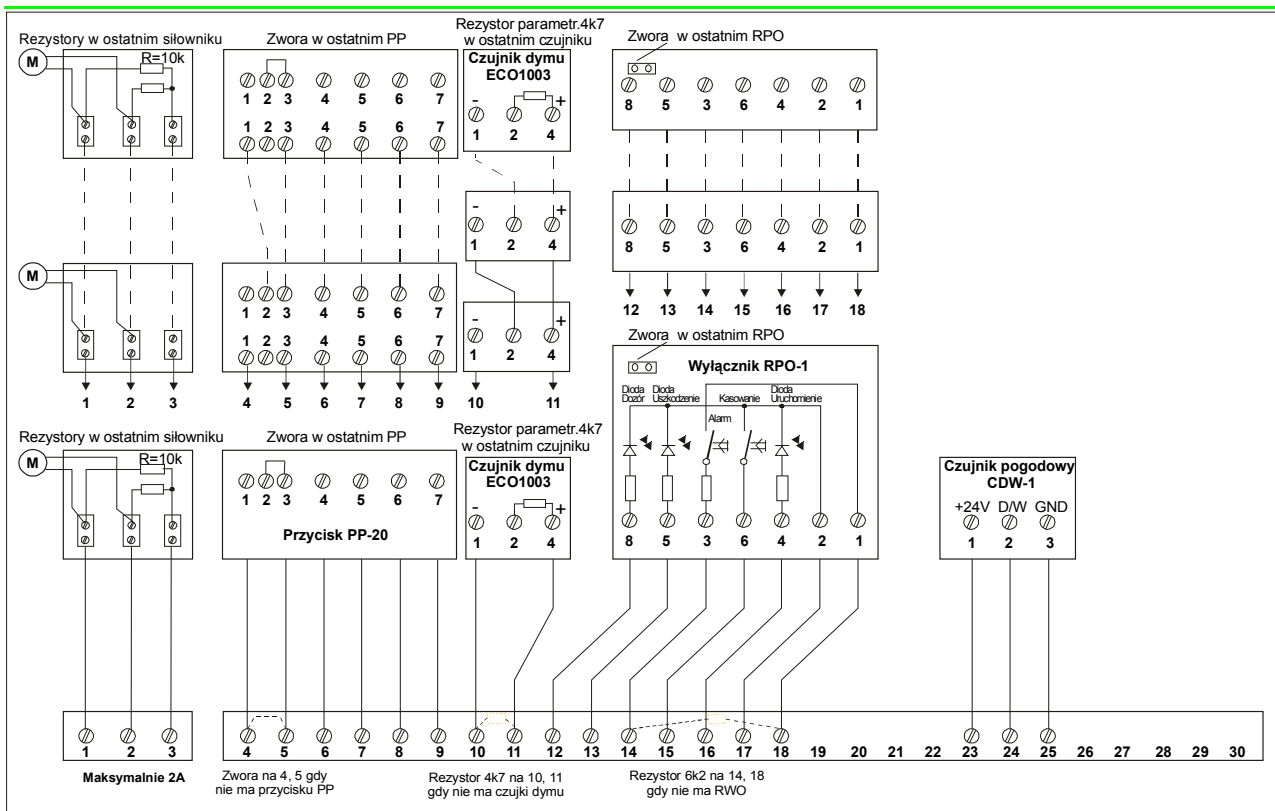 Rezystory w ostatnim siłowniku
M
R=10k
Zwora w ostatnim PP
1 2 3 4 5 6 7
1 2 3 4 5 6 7
Rezystor parametr.4k7
w ostatnim czujniku
Czujnik dymu
ECO1003
- +
1 2 4
Zwora w ostatnim RPO
8 5 3 6 4 2 1
M
1 2 3
1 2 3 4 5 6 7
1 2 3 4 5 6 7
4 5 6 7 8 9
- +
1 2 4
- +
1 2 4
10 11
8 5 3 6 4 2 1
12 13 14 15 16 17 18
Rezystory w ostatnim siłowniku
M
R=10k
Zwora w ostatnim PP
1 2 3 4 5 6 7
Przycisk PP-20
Rezystor parametr.4k7
w ostatnim czujniku
Czujnik dymu
ECO1003
- +
1 2 4
Zwora w ostatnim RPO
Wyłącznik RPO-1
Dioda
Dozór
Dioda
Uszkodzenie
Alarm
Kasowanie
Dioda
Uruchomienie
8 5 3 6 4 2 1
Czujnik pogodowy
CDW-1
+24V D/W GND
1 2 3
1 2 3
4 5 6 7 8 9 10 11 12 13 14 15 16 17 18 19 20 21 22 23 24 25 26 27 28 29 30
Maksymalnie 2A
Zwora na 4, 5 gdy
nie ma przycisku PP
Rezystor 4k7 na 10, 11
gdy nie ma czujki dymu
Rezystor 6k2 na 14, 18
gdy nie ma RWO